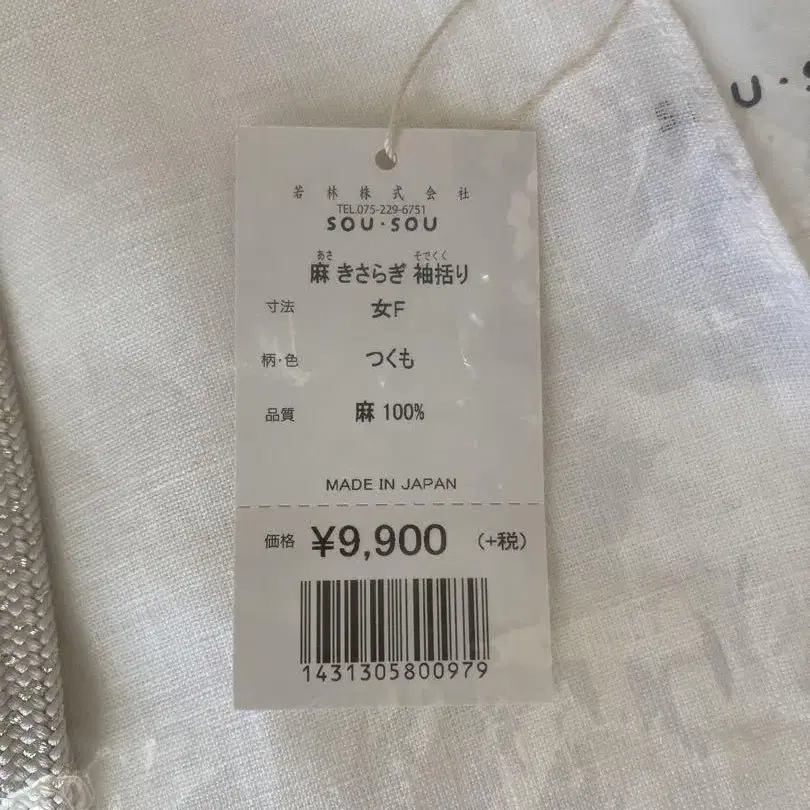 U・S
若林株式会社
TEL.075-229-6751
SOU・SOU
あさ そでくく
麻 きさらぎ 袖括り
寸法 女F
柄・色 つくも
品質 麻 100%
MADE IN JAPAN
価格 ¥9,900 (+税)
1431305800979